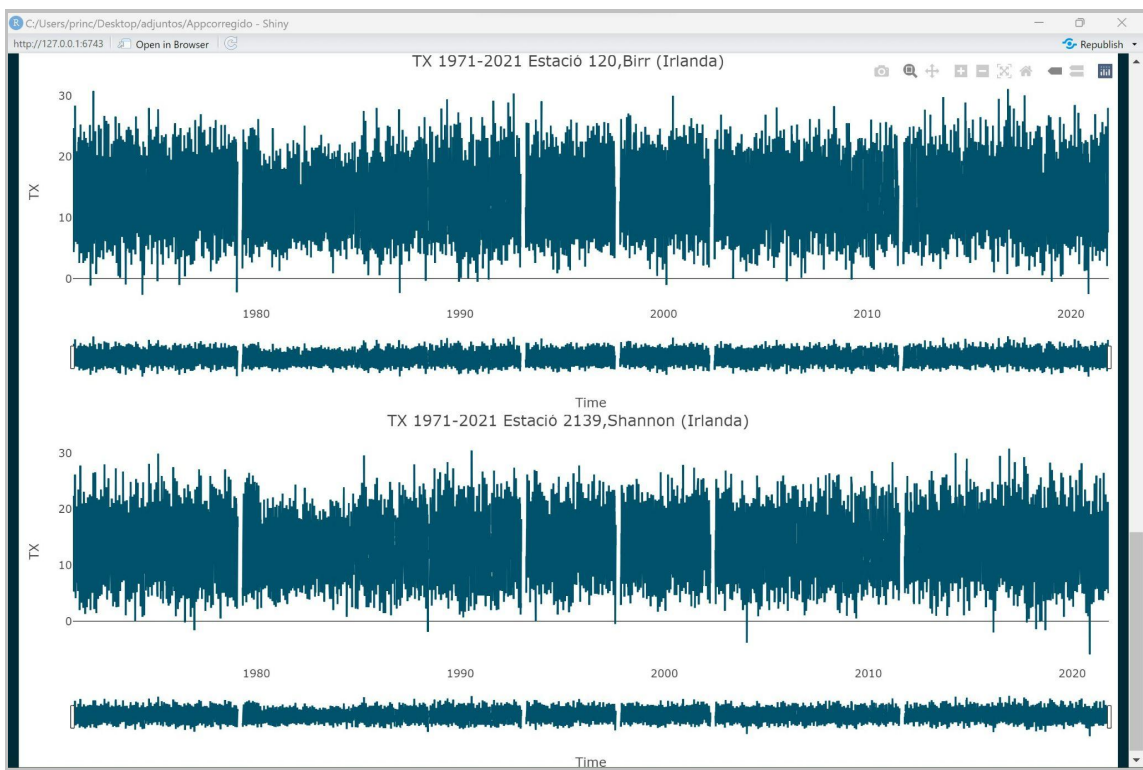 C:/Users/princ/Desktop/adjuntos/Appcorregido - Shiny
http://127.0.0.1:6743 Open in Browser Republish
TX 1971-2021 Estació 120,Birr (Irlanda)
30
20
TX
10
0
1980 1990 2000 2010 2020
Time
TX 1971-2021 Estació 2139,Shannon (Irlanda)
30
20
TX
10
0
1980 1990 2000 2010 2020
Time